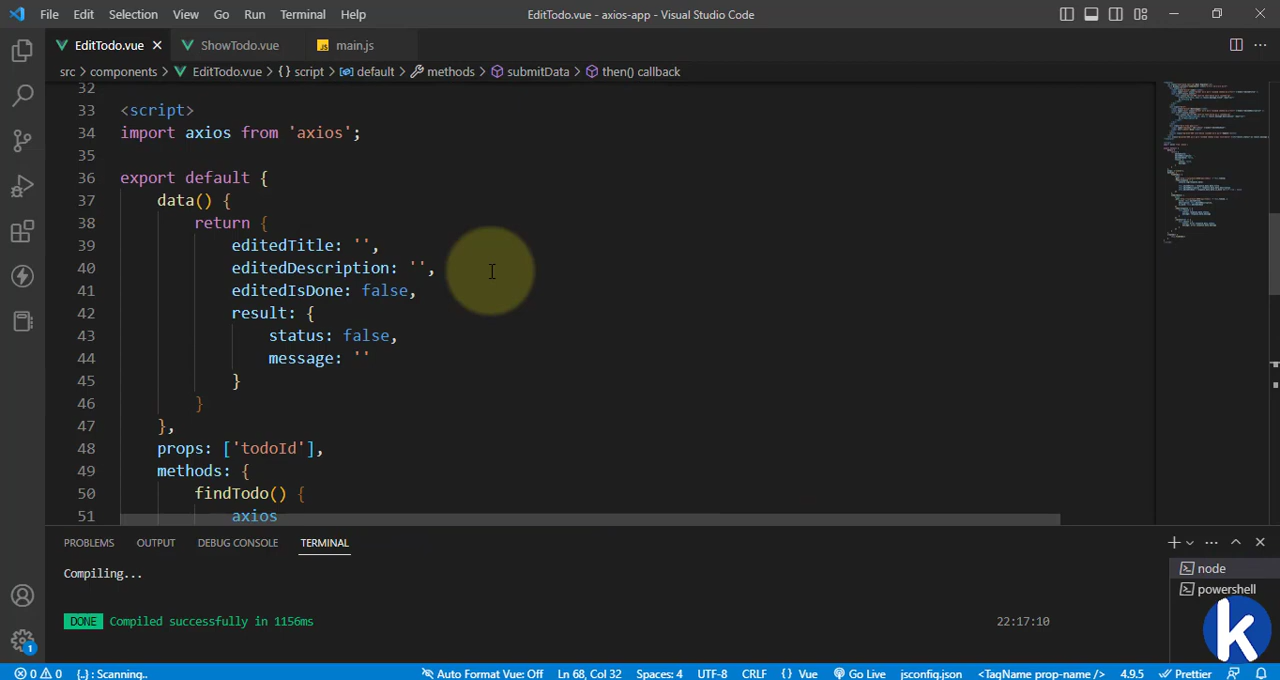 File Edit Selection View Go Run Terminal Help EditTodo.vue - axios-app - Visual Studio Code
EditTodo.vue ShowTodo.vue JS main.js
src > components > EditTodo.vue > {} script > default > methods > submitData > then() callback
32
33 <script>
34 import axios from 'axios';
35
36 export default {
37 data() {
38 return {
39 editedTitle: '',
40 editedDescription: '',
41 editedIsDone: false,
42 result: {
43 status: false,
44 message: ''
45 }
46 }
47 },
48 props: ['todoId'],
49 methods: {
50 findTodo() {
51 axios
PROBLEMS OUTPUT DEBUG CONSOLE TERMINAL
Compiling...
node
powershell
DONE Compiled successfully in 1156ms 22:17:10
k
1
0 0 {..} : Scanning.. Auto Format Vue: Off Ln 68, Col 32 Spaces: 4 UTF-8 CRLF {} Vue Go Live jsconfig.json <TagName prop-name /> 4.9.5 Prettier